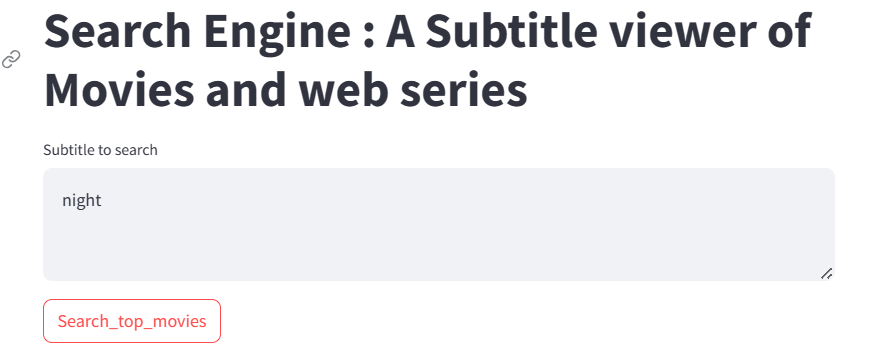 Search Engine : A Subtitle viewer of
Movies and web series
Subtitle to search
night
Search_top_movies